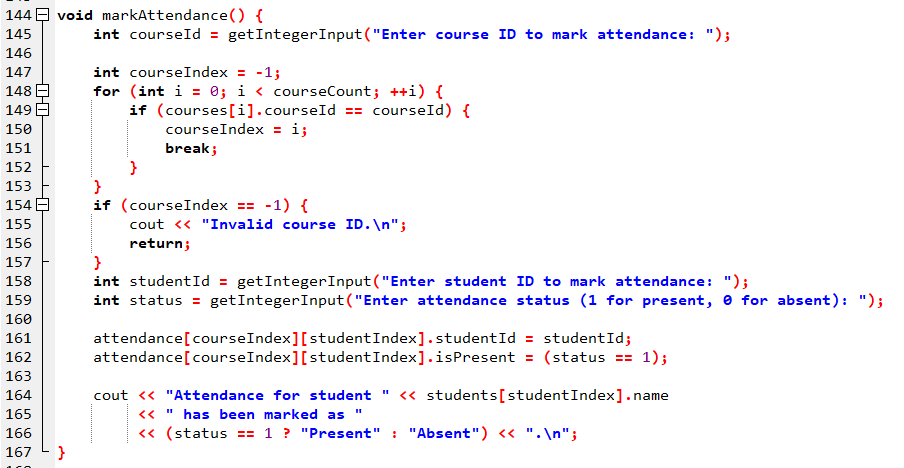 144 void markAttendance() {
145 int courseId = getIntegerInput("Enter course ID to mark attendance: ");
146
147 int courseIndex = -1;
148 for (int i = 0; i < courseCount; ++i) {
149 if (courses[i].courseId == courseId) {
150 courseIndex = i;
151 break;
152 }
153 }
154 if (courseIndex == -1) {
155 cout << "Invalid course ID.\n";
156 return;
157 }
158 int studentId = getIntegerInput("Enter student ID to mark attendance: ");
159 int status = getIntegerInput("Enter attendance status (1 for present, 0 for absent): ");
160
161 attendance[courseIndex][studentIndex].studentId = studentId;
162 attendance[courseIndex][studentIndex].isPresent = (status == 1);
163
164 cout << "Attendance for student " << students[studentIndex].name
165 << " has been marked as "
166 << (status == 1 ? "Present" : "Absent") << ".\n";
167 }